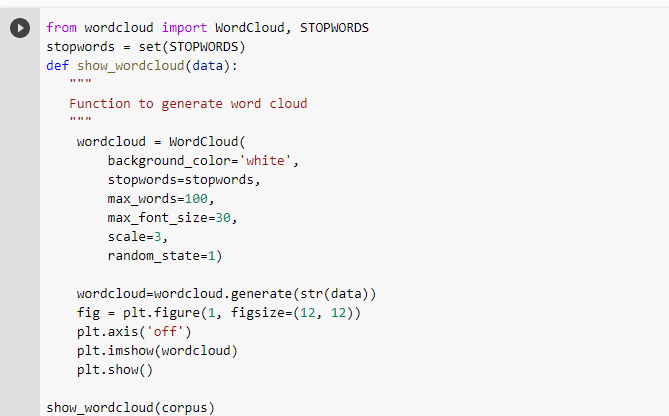 from wordcloud import WordCloud, STOPWORDS
stopwords = set(STOPWORDS)
def show_wordcloud(data):
   """
   Function to generate word cloud
   """
    wordcloud = WordCloud(
        background_color='white',
        stopwords=stopwords,
        max_words=100,
        max_font_size=30,
        scale=3,
        random_state=1)

    wordcloud=wordcloud.generate(str(data))
    fig = plt.figure(1, figsize=(12, 12))
    plt.axis('off')
    plt.imshow(wordcloud)
    plt.show()

show_wordcloud(corpus)